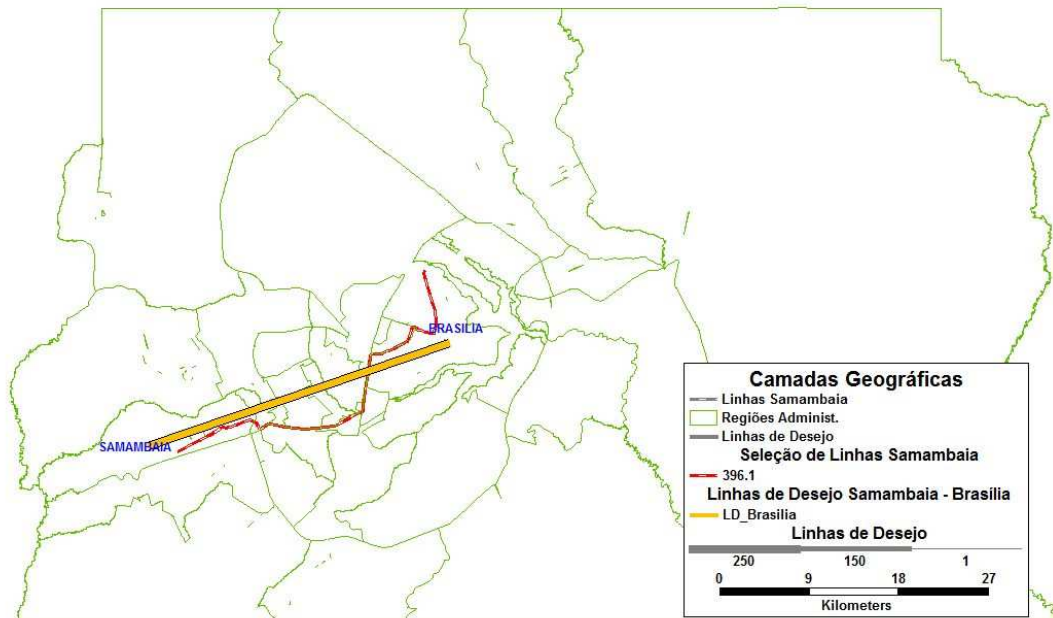 BRASILIA
SAMAMBAIA
Camadas Geográficas
Linhas Samambaia
Regiões Administ.
Linhas de Desejo
Seleção de Linhas Samambaia
396.1
Linhas de Desejo Samambaia - Brasília
LD_Brasilia
Linhas de Desejo
250 150 1
0 9 18 27
Kilometers